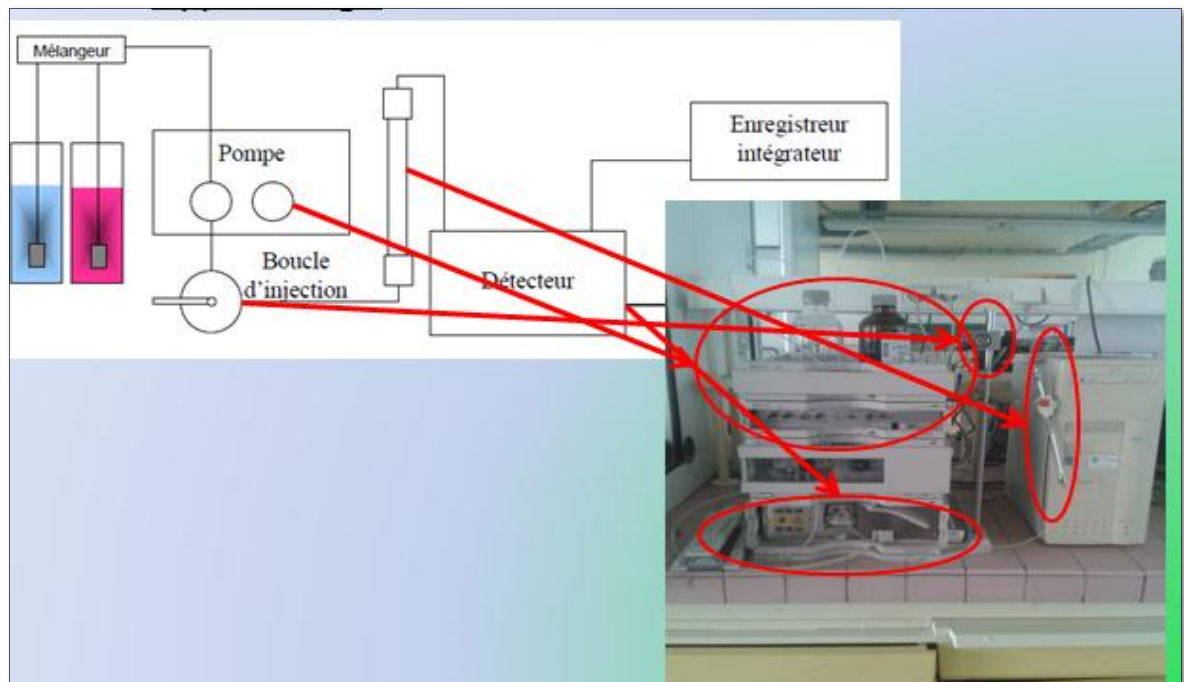 Mélangeur
Pompe
Boucle
d'injection
Détecteur
Enregistreur
intégrateur